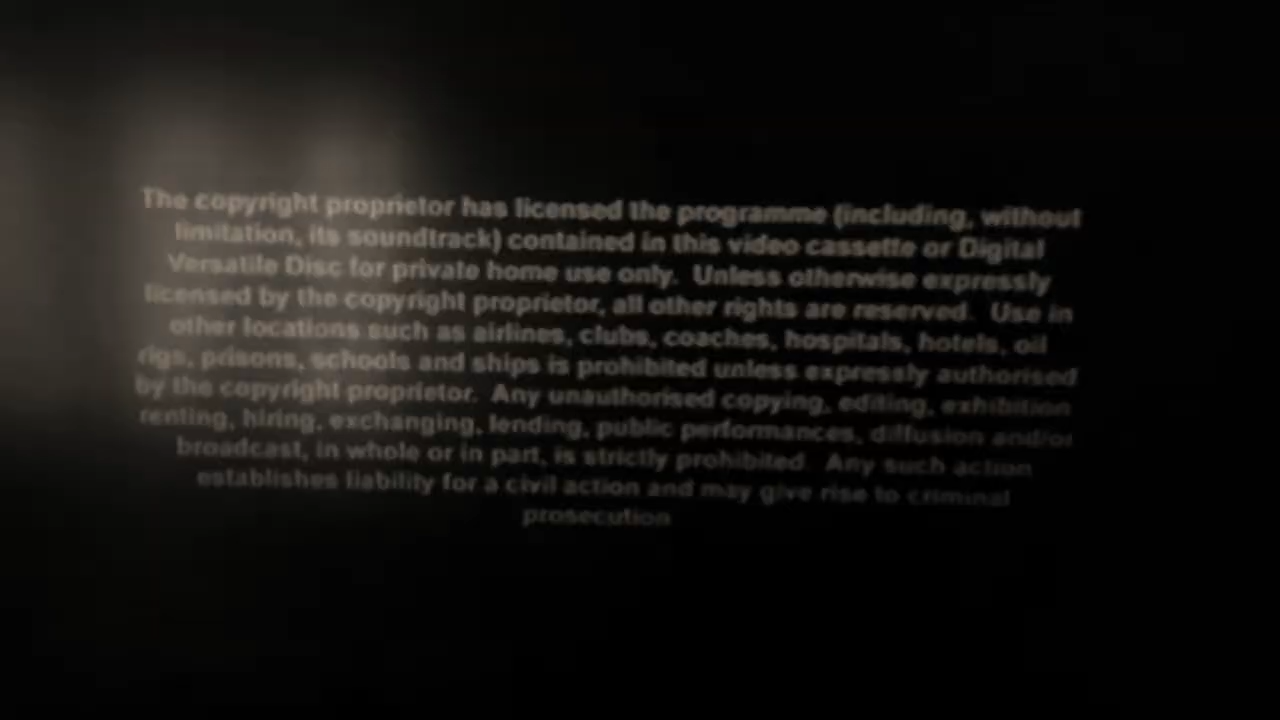 The copyright proprietor has licensed the programme (including, without
limitation, its soundtrack) contained in this video cassette or Digital
Versatile Disc for private home use only.  Unless otherwise expressly
licensed by the copyright proprietor, all other rights are reserved.  Use in
other locations such as airlines, clubs, coaches, hospitals, hotels, oil
rigs, prisons, schools and ships is prohibited unless expressly authorised
by the copyright proprietor.  Any unauthorised copying, editing, exhibition
renting, hiring, exchanging, lending, public performances, diffusion and/or
broadcast, in whole or in part, is strictly prohibited.  Any such action
establishes liability for a civil action and may give rise to criminal
prosecution